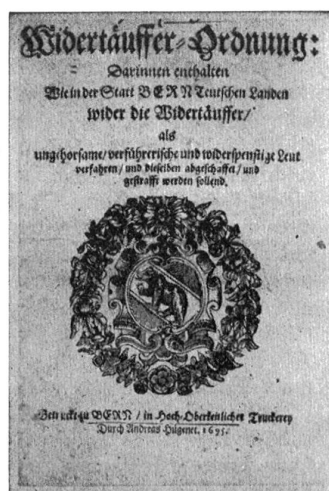 Widertäuffer-Ordnung:
Darinnen enthalten
Wie in der Statt BERN Teutschen Landen
wider die Widertäuffer/
als
ungehorsame/verführerische und widerspenstige Leut
verfahren/und dieselben abgeschaffet/und
gestrafft werden sollend.
Getruckt zu BERN/in Hoch-Oberkeitlicher Truckerey
Durch Andreas Hügenet, 1695.